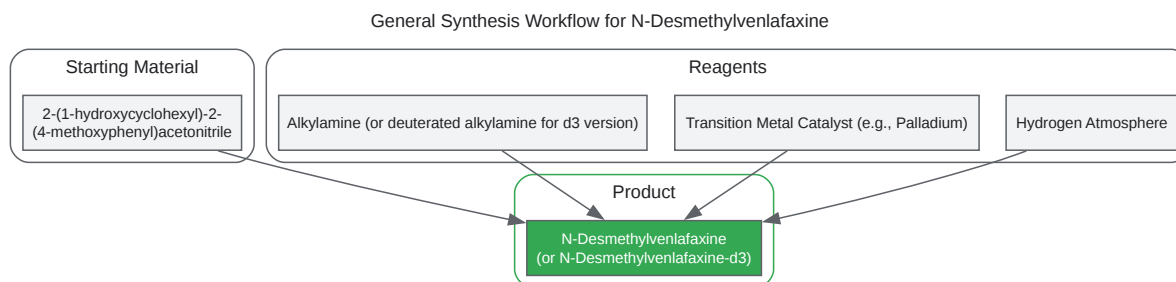 General Synthesis Workflow for N-Desmethylvenlafaxine
Starting Material
Reagents
2-(1-hydroxycyclohexyl)-2-
(4-methoxyphenyl)acetonitrile
Alkylamine (or deuterated alkylamine for d3 version)
Transition Metal Catalyst (e.g., Palladium)
Hydrogen Atmosphere
Product
N-Desmethylvenlafaxine
(or N-Desmethylvenlafaxine-d3)